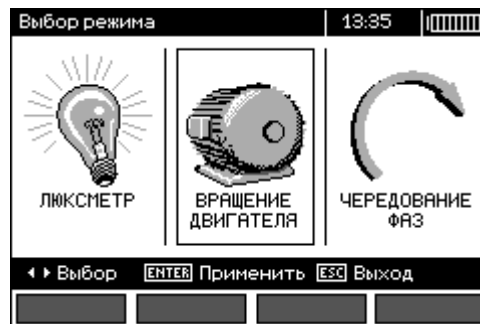 Выбор режима 13:35
ЛЮКСМЕТР
ВРАЩЕНИЕ
ДВИГАТЕЛЯ
ЧЕРЕДОВАНИЕ
ФАЗ
Выбор ENTER Применить ESC Выход